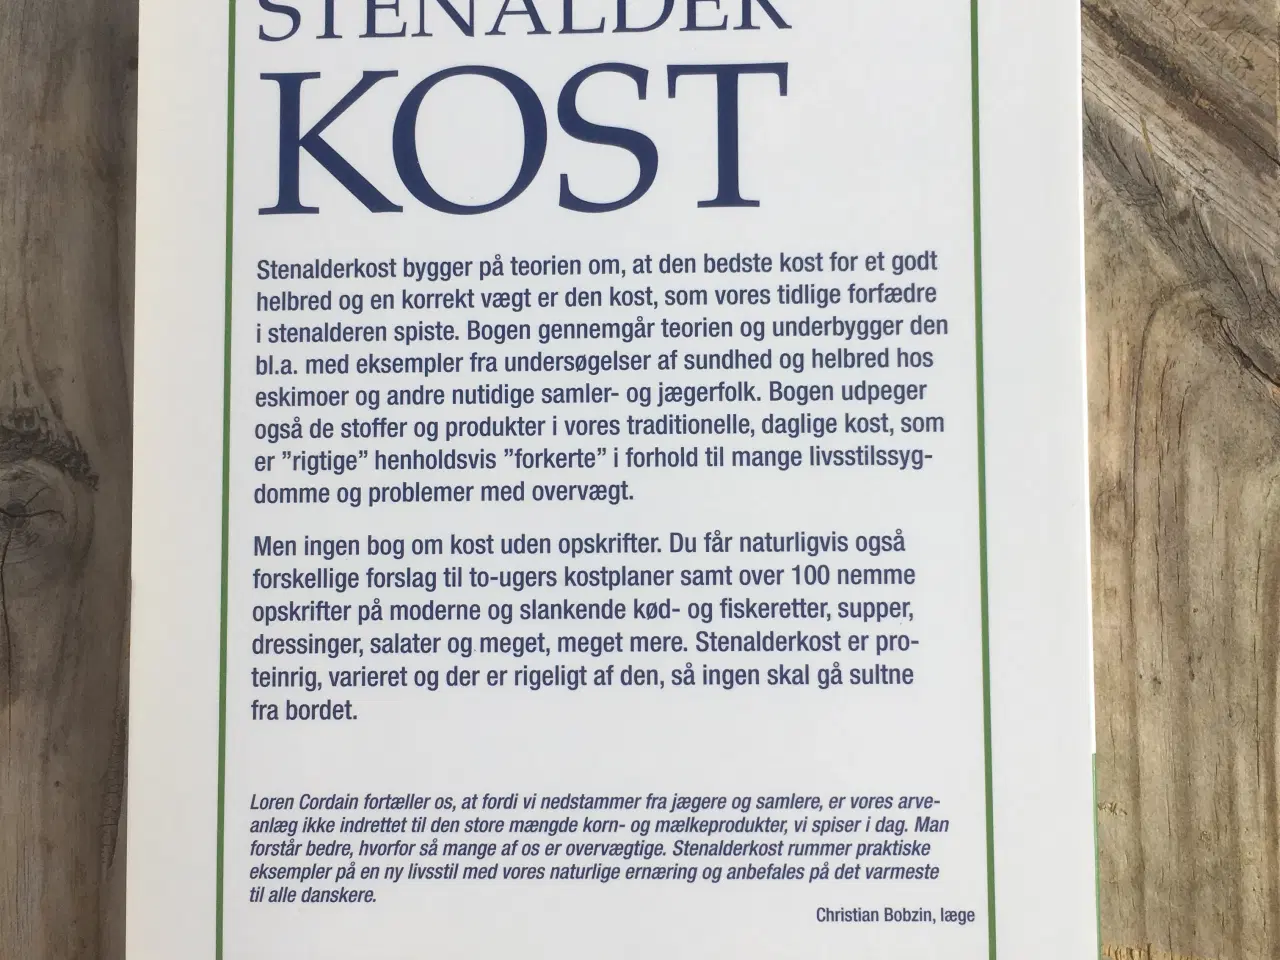 STENALDER
KOST
Stenalderkost bygger på teorien om, at den bedste kost for et godt
helbred og en korrekt vægt er den kost, som vores tidlige forfædre
i stenalderen spiste. Bogen gennemgår teorien og underbygger den
bl.a. med eksempler fra undersøgelser af sundhed og helbred hos
eskimoer og andre nutidige samler- og jægerfolk. Bogen udpeger
også de stoffer og produkter i vores traditionelle, daglige kost, som
er ”rigtige” henholdsvis ”forkerte” i forhold til mange livsstilssyg-
domme og problemer med overvægt.
Men ingen bog om kost uden opskrifter. Du får naturligvis også
forskellige forslag til to-ugers kostplaner samt over 100 nemme
opskrifter på moderne og slankende kød- og fiskeretter, supper,
dressinger, salater og meget, meget mere. Stenalderkost er pro-
teinrig, varieret og der er rigeligt af den, så ingen skal gå sultne
fra bordet.
Loren Cordain fortæller os, at fordi vi nedstammer fra jægere og samlere, er vores arve-
anlæg ikke indrettet til den store mængde korn- og mælkeprodukter, vi spiser i dag. Man
forstår bedre, hvorfor så mange af os er overvægtige. Stenalderkost rummer praktiske
eksempler på en ny livsstil med vores naturlige ernæring og anbefales på det varmeste
til alle danskere.
Christian Bobzin, læge